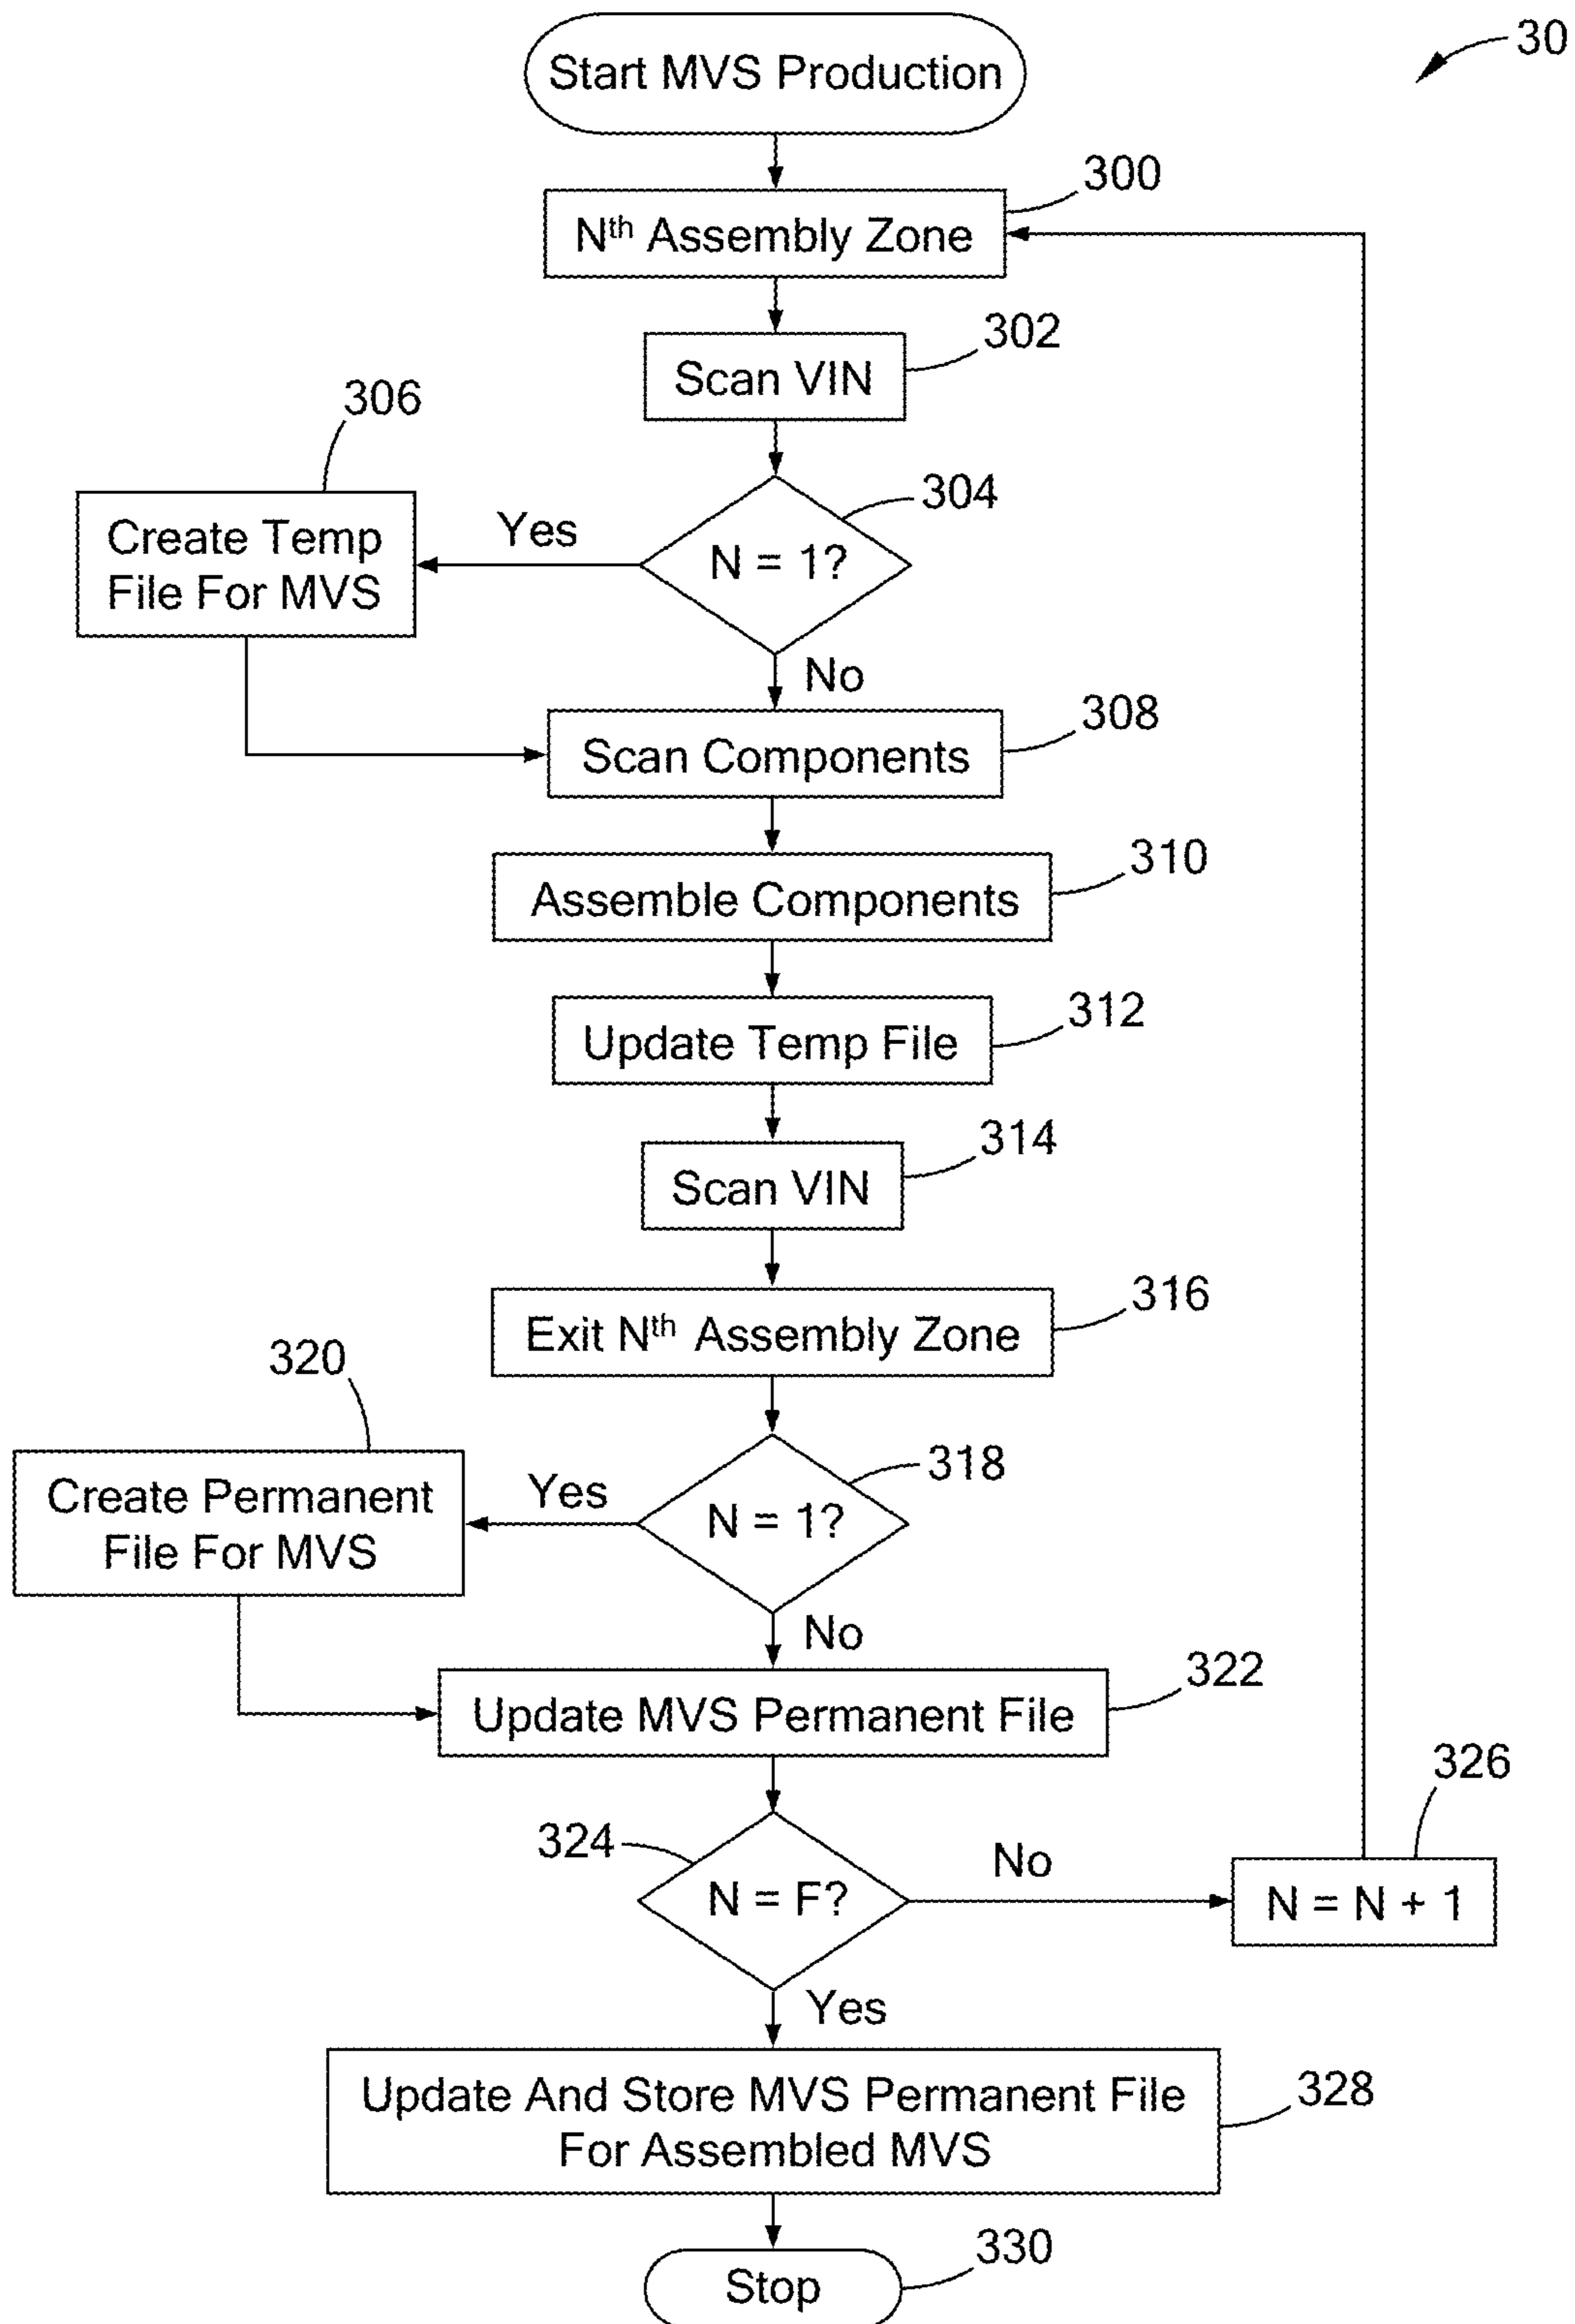 30
Start MVS Production
300
Nth Assembly Zone
302
Scan VIN
306
304
Create Temp
File For MVS
Yes
N = 1?
No
308
Scan Components
310
Assemble Components
312
Update Temp File
314
Scan VIN
316
Exit Nth Assembly Zone
320
318
Create Permanent
File For MVS
Yes
N = 1?
No
322
Update MVS Permanent File
326
324
N = F?
No
N = N + 1
Yes
328
Update And Store MVS Permanent File
For Assembled MVS
330
Stop